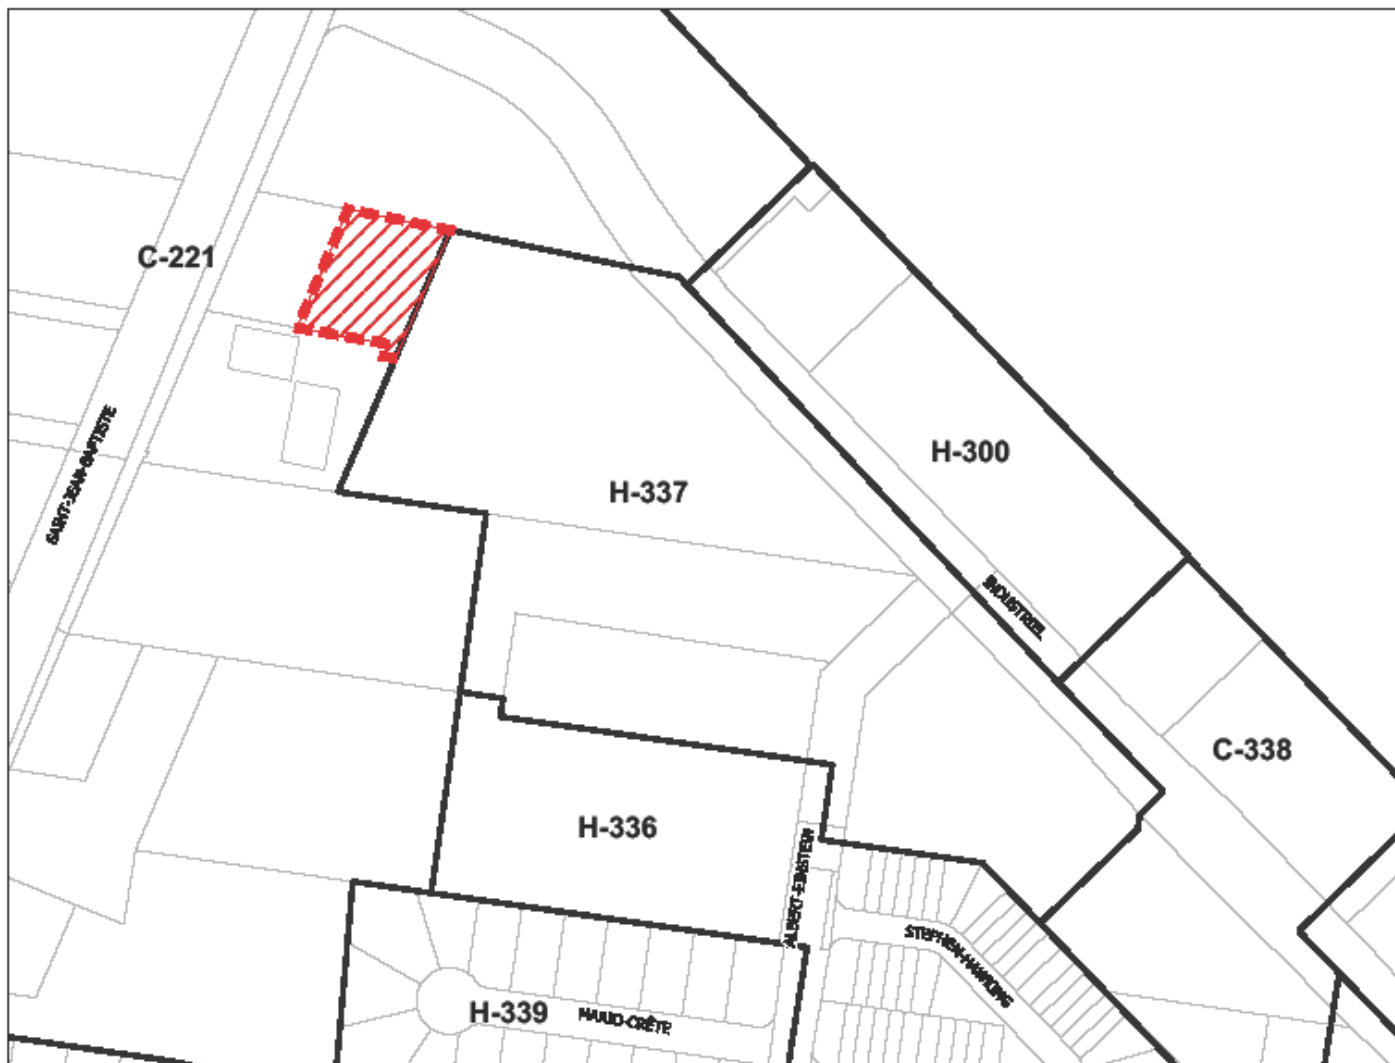 C-221
SAINT-JEAN-BAPTISTE
H-300
H-337
INDUSTRIEL
C-338
H-336
ALBERT-EINSTEIN
STEPHEN-HAWKING
H-339
MAUD-CRÊTE